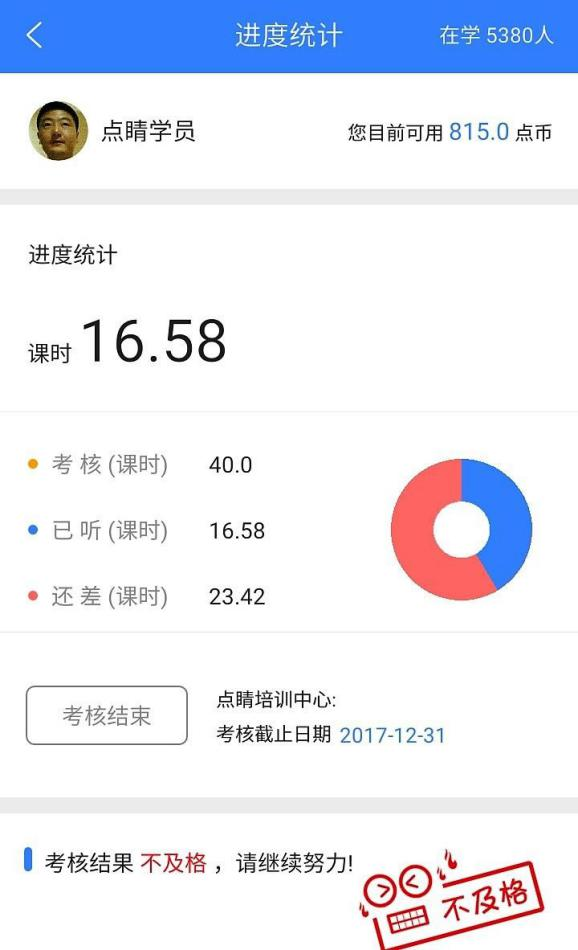 进度统计 在学 5380人
点睛学员 您目前可用 815.0 点币
进度统计
课时 16.58
考 核 (课时) 40.0
已 听 (课时) 16.58
还 差 (课时) 23.42
考核结束
点睛培训中心:
考核截止日期 2017-12-31
考核结果 不及格 ，请继续努力!
不及格